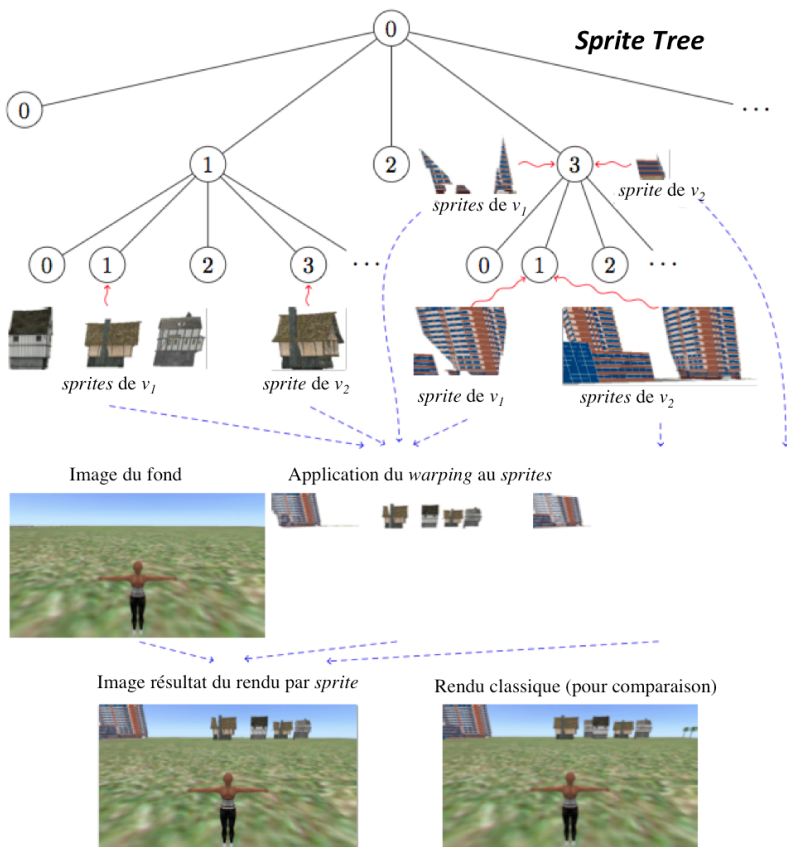 Sprite Tree
0
0
...
1
2
3
sprites de v1
sprite de v2
0
1
2
3
...
0
1
2
...
sprites de v1
sprite de v2
sprite de v1
sprites de v2
Image du fond
Application du warping au sprites
Image résultat du rendu par sprite
Rendu classique (pour comparaison)